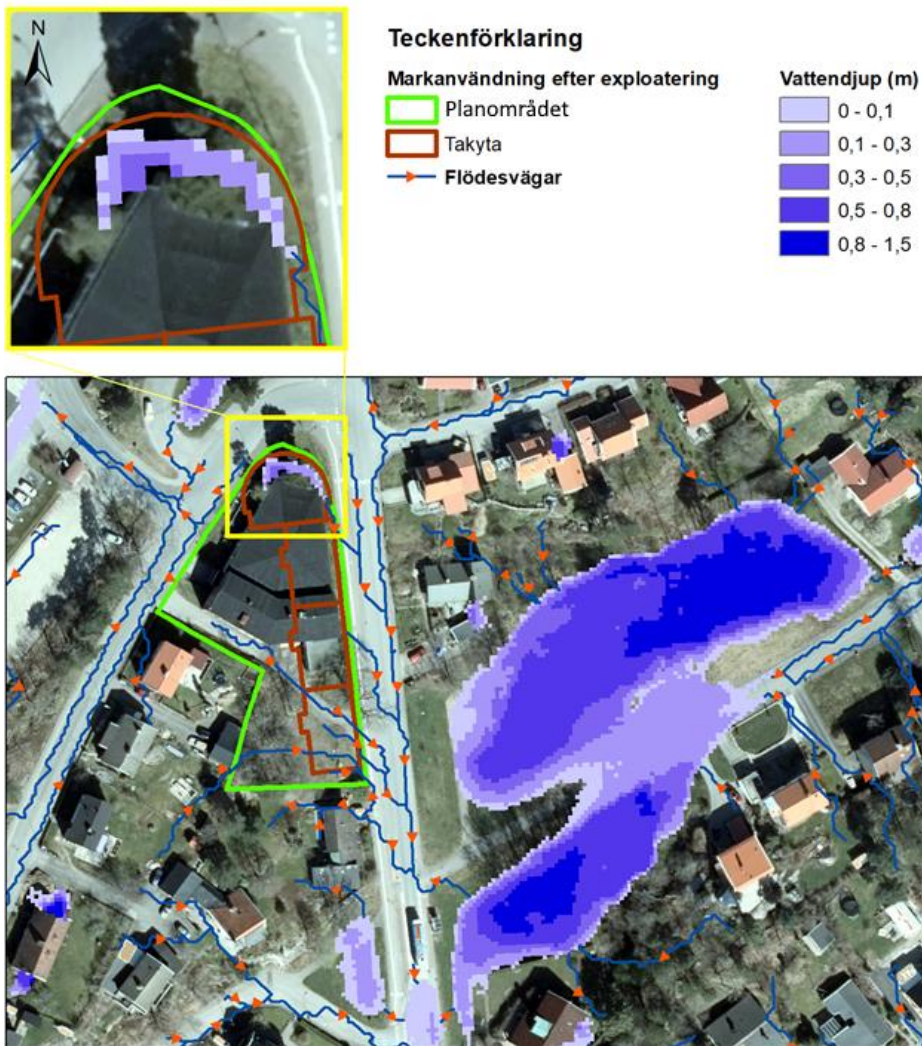 N
Teckenförklaring
Markanvändning efter exploatering
Planområdet
Takyta
Flödesvägar
Vattendjup (m)
0 - 0,1
0,1 - 0,3
0,3 - 0,5
0,5 - 0,8
0,8 - 1,5